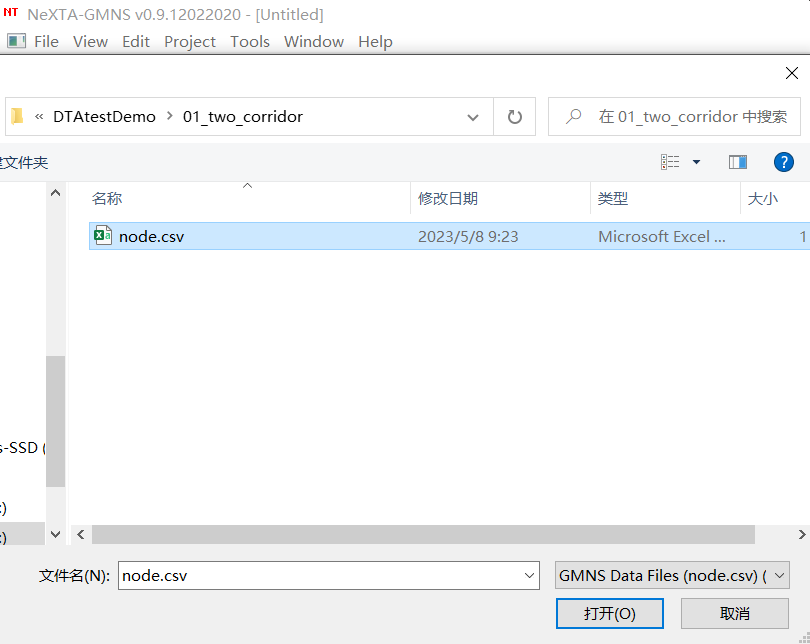 NT NeXTA-GMNS v0.9.12022020 - [Untitled]
File View Edit Project Tools Window Help
« DTAtestDemo > 01_two_corridor 在 01_two_corridor 中搜索
建文件夹 ?
名称 修改日期 类型 大小
node.csv 2023/5/8 9:23 Microsoft Excel ... 1
s-SSD (
:)
:)
文件名(N): node.csv GMNS Data Files (node.csv) (
打开(O) 取消